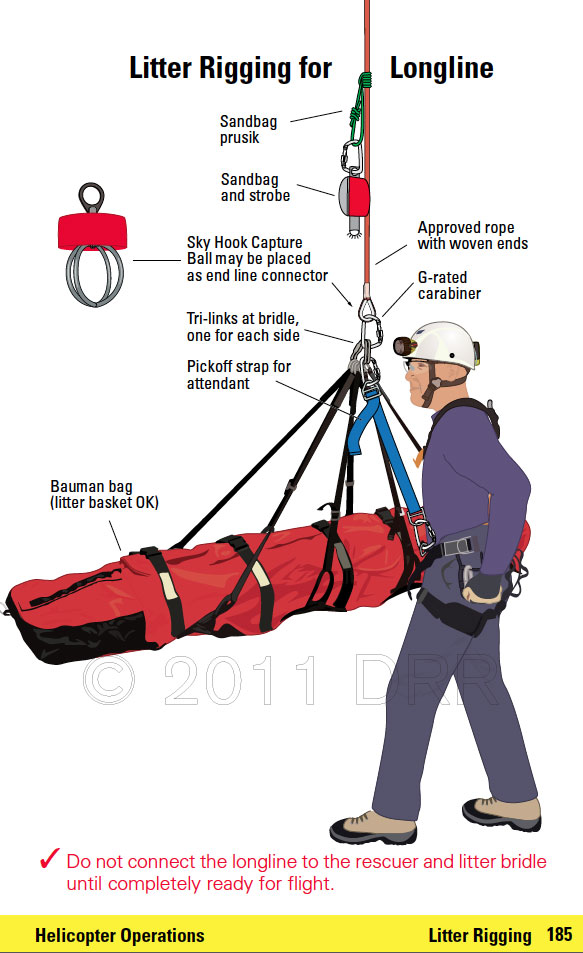 Litter Rigging for Longline
Sandbag
prusik
Sandbag
and strobe
Sky Hook Capture
Ball may be placed
as end line connector
Approved rope
with woven ends
G-rated
carabiner
Tri-links at bridle,
one for each side
Pickoff strap for
attendant
Bauman bag
(litter basket OK)
© 2011 DRR
✓ Do not connect the longline to the rescuer and litter bridle
until completely ready for flight.
Helicopter Operations
Litter Rigging 185